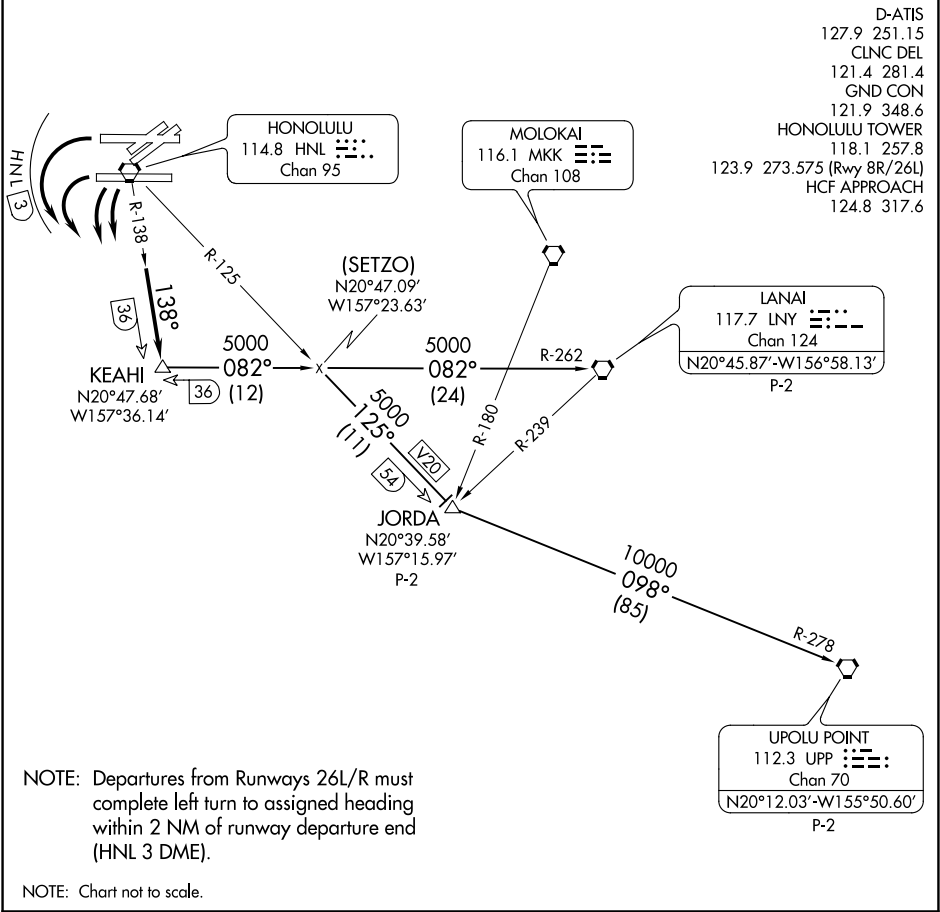 D-ATIS
127.9 251.15
CLNC DEL
121.4 281.4
GND CON
121.9 348.6
HONOLULU TOWER
118.1 257.8
123.9 273.575 (Rwy 8R/26L)
HCF APPROACH
124.8 317.6
HONOLULU
114.8 HNL
Chan 95
MOLOKAI
116.1 MKK
Chan 108
HNL 3
R-138
R-125
(SETZO)
N20°47.09’
W157°23.63’
LANAI
117.7 LNY
Chan 124
N20°45.87’-W156°58.13’
P-2
36
138°
KEAHI
N20°47.68’
W157°36.14’
36
5000
082°
(12)
X
5000
082°
(24)
R-262
R-180
R-239
5000
125°
(11)
V20
54
JORDA
N20°39.58’
W157°15.97’
P-2
10000
098°
(85)
R-278
UPOLU POINT
112.3 UPP
Chan 70
N20°12.03’-W155°50.60’
P-2
NOTE: Departures from Runways 26L/R must
complete left turn to assigned heading
within 2 NM of runway departure end
(HNL 3 DME).
NOTE: Chart not to scale.